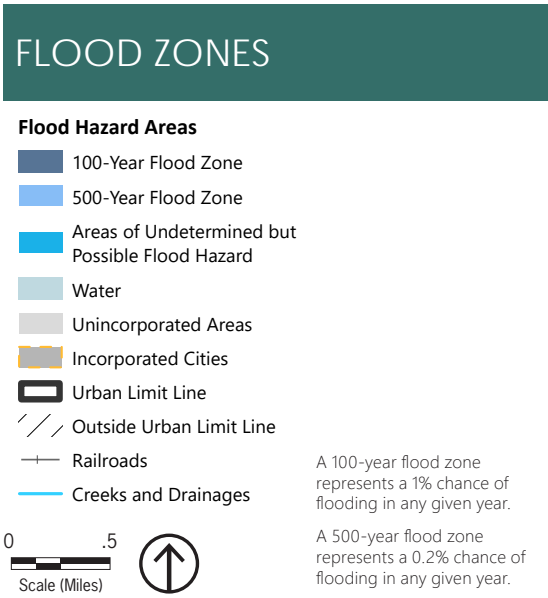 FLOOD ZONES
Flood Hazard Areas
100-Year Flood Zone
500-Year Flood Zone
Areas of Undetermined but
Possible Flood Hazard
Water
Unincorporated Areas
Incorporated Cities
Urban Limit Line
Outside Urban Limit Line
Railroads
Creeks and Drainages
A 100-year flood zone
represents a 1% chance of
flooding in any given year.
A 500-year flood zone
represents a 0.2% chance of
flooding in any given year.
0 .5
Scale (Miles)